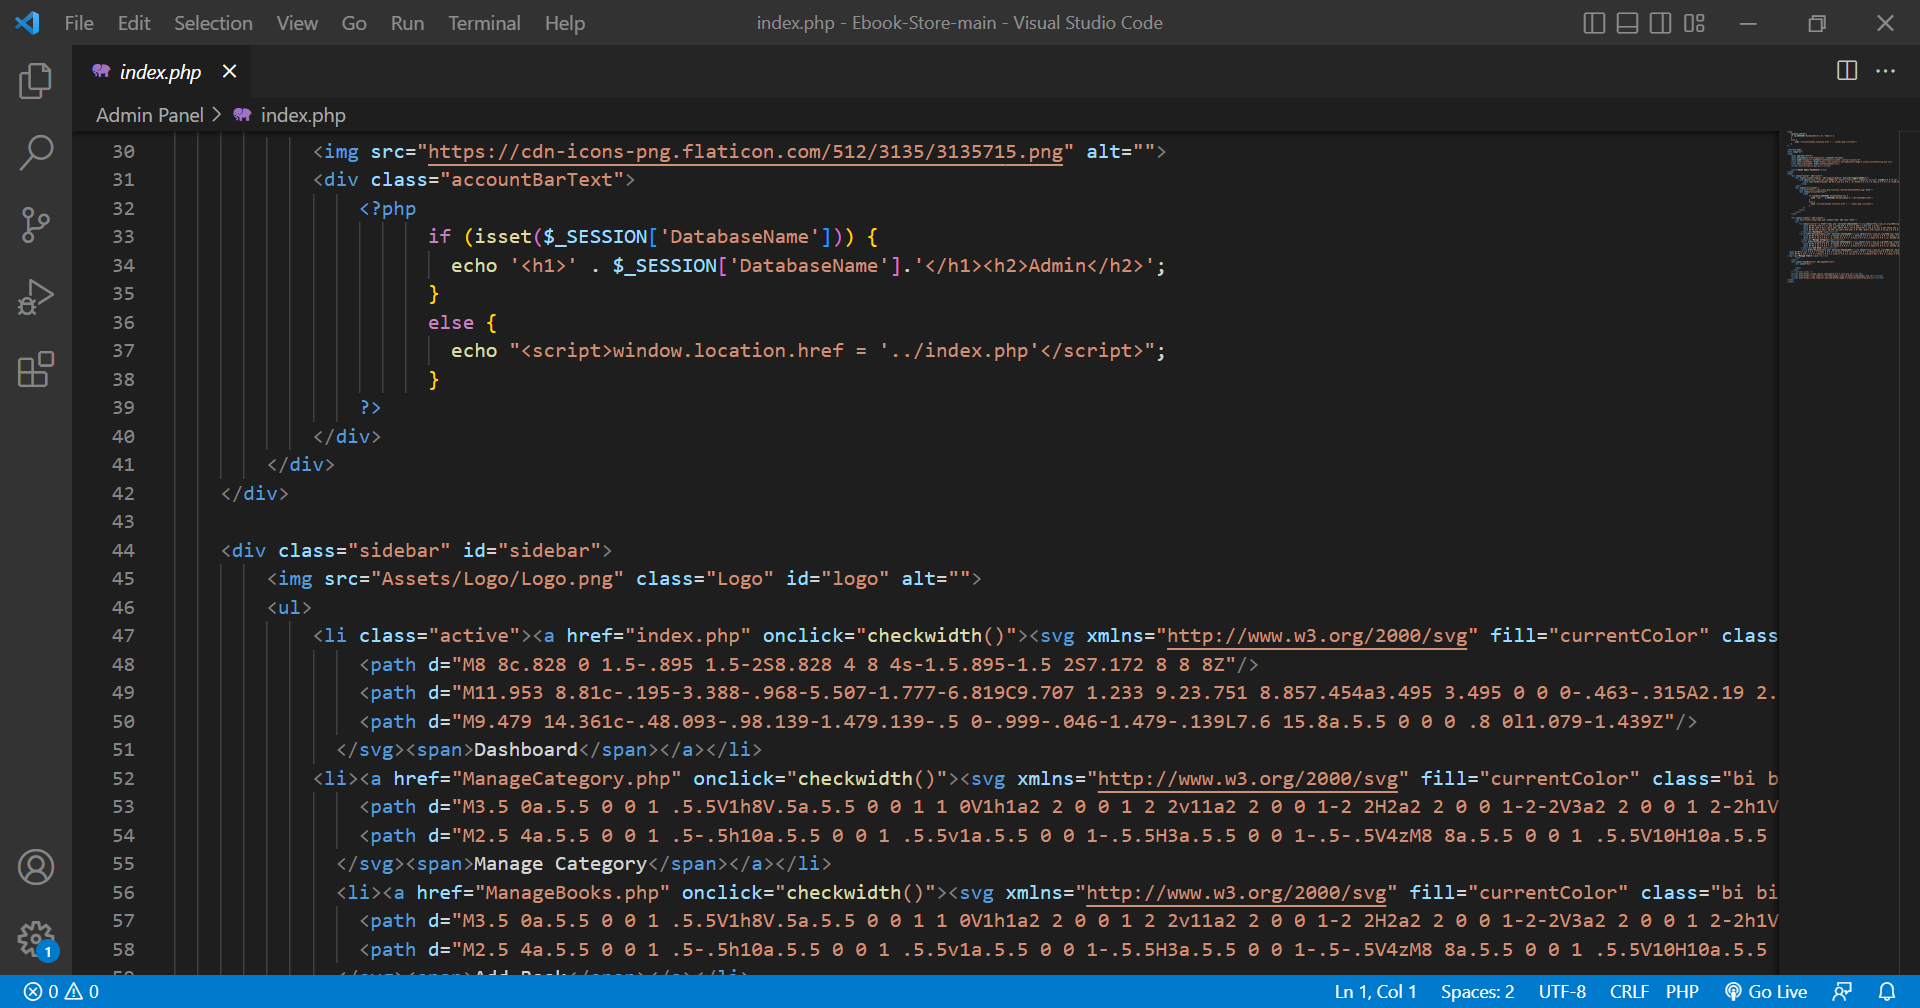 File Edit Selection View Go Run Terminal Help index.php - Ebook-Store-main - Visual Studio Code
index.php
Admin Panel > index.php
30 <img src="https://cdn-icons-png.flaticon.com/512/3135/3135715.png" alt="">
31 <div class="accountBarText">
32 <?php
33 if (isset($_SESSION['DatabaseName'])) {
34 echo '<h1>' . $_SESSION['DatabaseName'].'</h1><h2>Admin</h2>';
35 }
36 else {
37 echo "<script>window.location.href = '../index.php'</script>";
38 }
39 ?>
40 </div>
41 </div>
42 </div>
43
44 <div class="sidebar" id="sidebar">
45 <img src="Assets/Logo/Logo.png" class="Logo" id="logo" alt="">
46 <ul>
47 <li class="active"><a href="index.php" onclick="checkwidth()"><svg xmlns="http://www.w3.org/2000/svg" fill="currentColor" class
48 <path d="M8 8c.828 0 1.5-.895 1.5-2S8.828 4 8 4s-1.5.895-1.5 2S7.172 8 8 8Z"/>
49 <path d="M11.953 8.81c-.195-3.388-.968-5.507-1.777-6.819C9.707 1.233 9.23.751 8.857.454a3.495 3.495 0 0 0-.463-.315A2.19 2.
50 <path d="M9.479 14.361c-.48.093-.98.139-1.479.139-.5 0-.999-.046-1.479-.139L7.6 15.8a.5.5 0 0 0 .8 0l1.079-1.439Z"/>
51 </svg><span>Dashboard</span></a></li>
52 <li><a href="ManageCategory.php" onclick="checkwidth()"><svg xmlns="http://www.w3.org/2000/svg" fill="currentColor" class="bi b
53 <path d="M3.5 0a.5.5 0 0 1 .5.5V1h8V.5a.5.5 0 0 1 1 0V1h1a2 2 0 0 1 2 2v11a2 2 0 0 1-2 2H2a2 2 0 0 1-2-2V3a2 2 0 0 1 2-2h1V
54 <path d="M2.5 4a.5.5 0 0 1 .5-.5h10a.5.5 0 0 1 .5.5v1a.5.5 0 0 1-.5.5H3a.5.5 0 0 1-.5-.5V4zM8 8a.5.5 0 0 1 .5.5V10H10a.5.5
55 </svg><span>Manage Category</span></a></li>
56 <li><a href="ManageBooks.php" onclick="checkwidth()"><svg xmlns="http://www.w3.org/2000/svg" fill="currentColor" class="bi bi
57 <path d="M3.5 0a.5.5 0 0 1 .5.5V1h8V.5a.5.5 0 0 1 1 0V1h1a2 2 0 0 1 2 2v11a2 2 0 0 1-2 2H2a2 2 0 0 1-2-2V3a2 2 0 0 1 2-2h1V
58 <path d="M2.5 4a.5.5 0 0 1 .5-.5h10a.5.5 0 0 1 .5.5v1a.5.5 0 0 1-.5.5H3a.5.5 0 0 1-.5-.5V4zM8 8a.5.5 0 0 1 .5.5V10H10a.5.5
1
0 0 Ln 1, Col 1 Spaces: 2 UTF-8 CRLF PHP Go Live